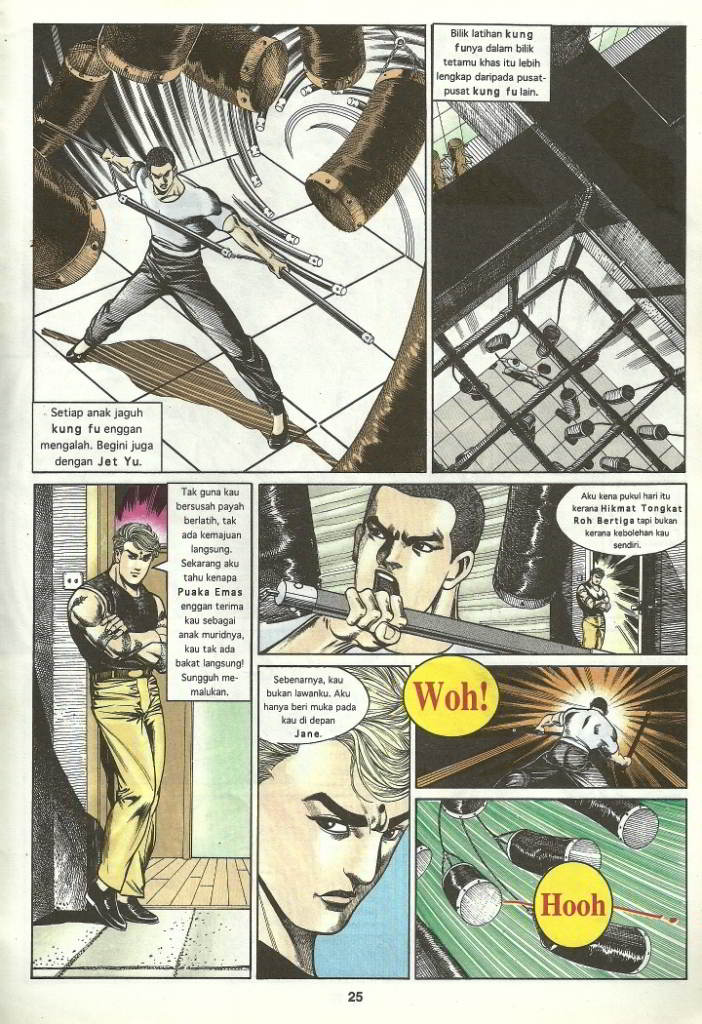 Setiap anak jaguh
kung fu enggan
mengalah. Begini juga
dengan Jet Yu.
Bilik latihan kung
funya dalam bilik
tetamu khas itu lebih
lengkap daripada pusat-
pusat kung fu lain.
Tak guna kau
bersusah payah
berlatih, tak
ada kemajuan
langsung.
Sekarang aku
tahu kenapa
Puaka Emas
enggan terima
kau sebagai
anak muridnya,
kau tak ada
bakat langsung!
Sungguh me-
malukan.
Aku kena pukul hari itu
kerana Hikmat Tongkat
Roh Bertiga tapi bukan
kerana kebolehan kau
sendiri.
Sebenarnya, kau
bukan lawanku. Aku
hanya beri muka pada
kau di depan
Jane.
Woh!
Hooh
25